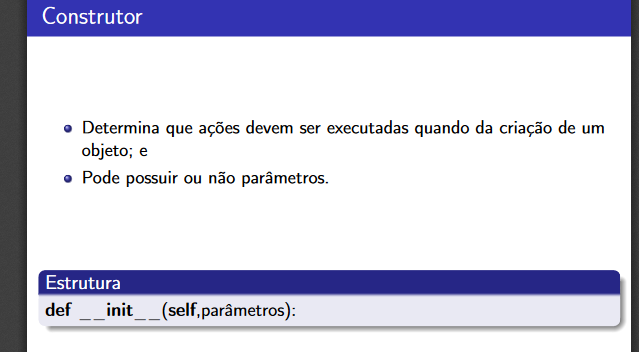 Construtor
Determina que ações devem ser executadas quando da criação de um
objeto; e
Pode possuir ou não parâmetros.
Estrutura
def __init__(self,parâmetros):